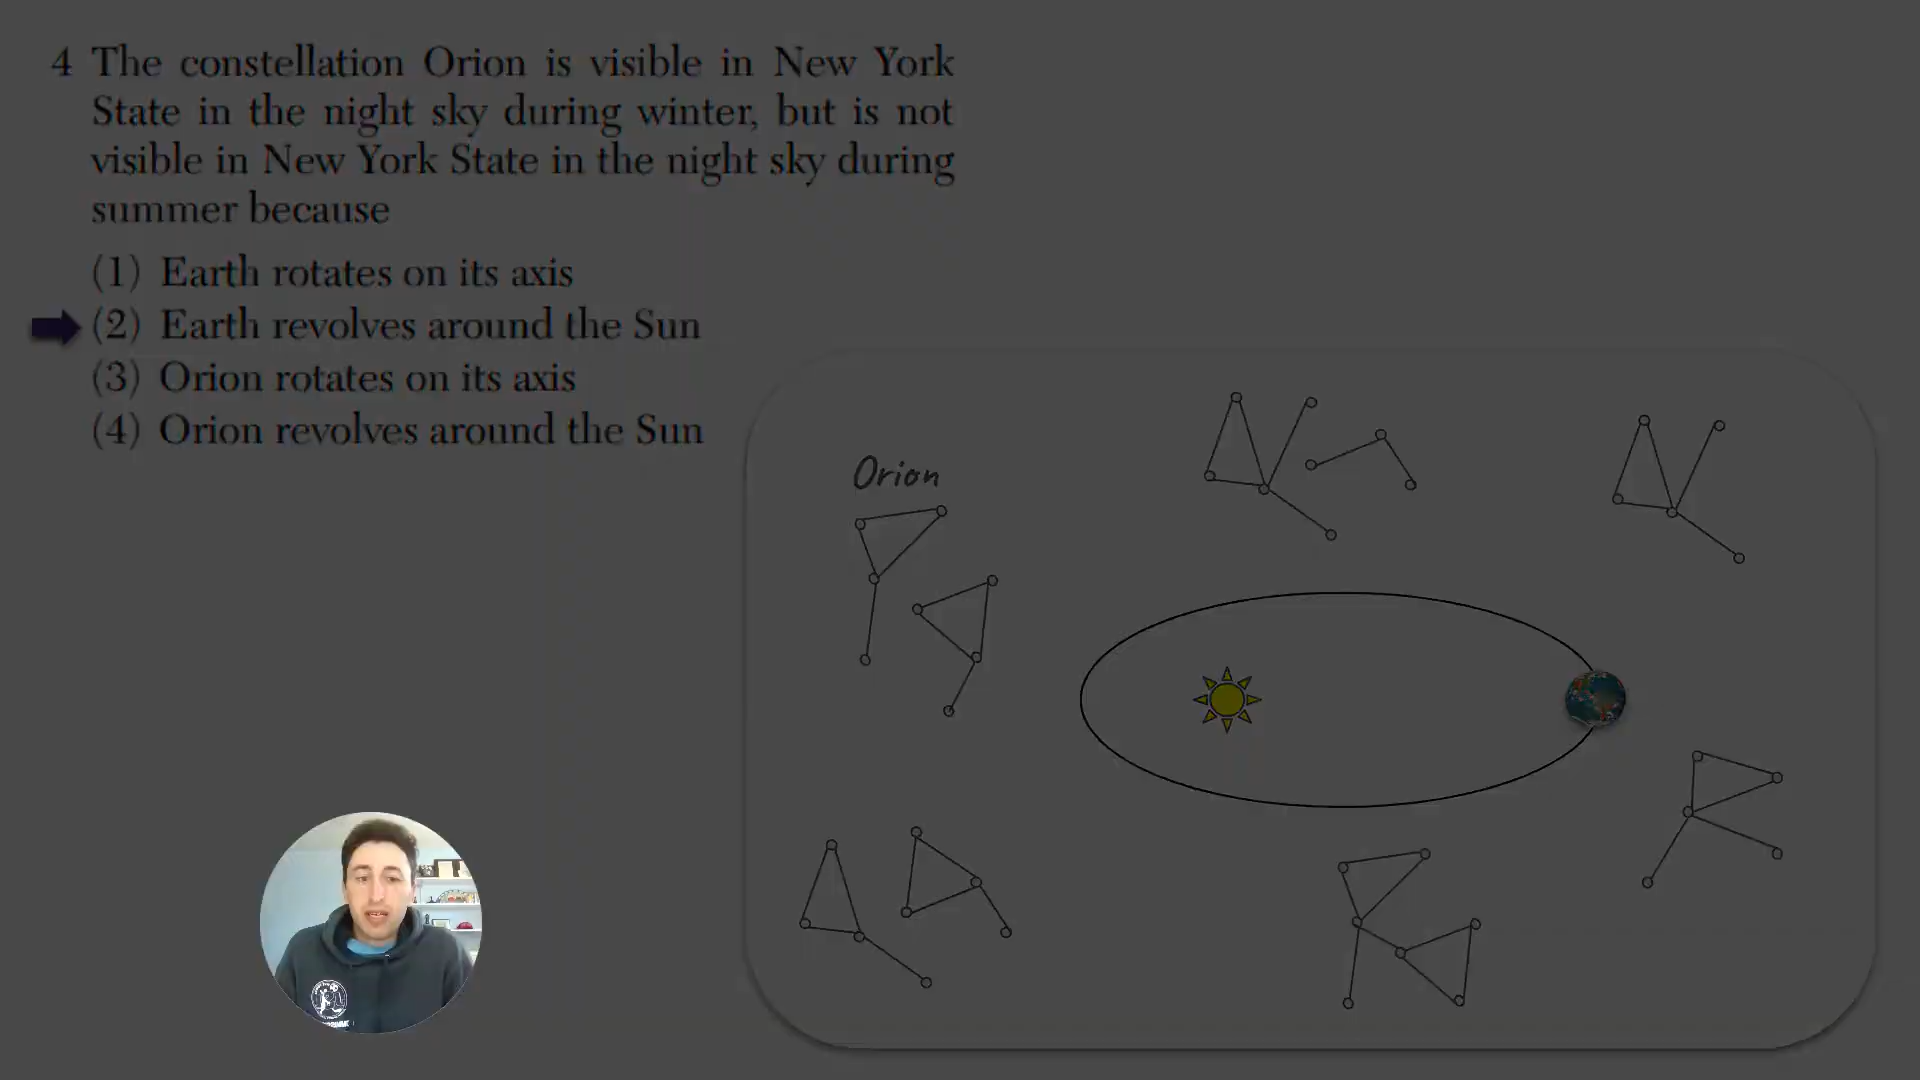 4 The constellation Orion is visible in New York
State in the night sky during winter, but is not
visible in New York State in the night sky during
summer because
(1) Earth rotates on its axis
(2) Earth revolves around the Sun
(3) Orion rotates on its axis
(4) Orion revolves around the Sun
Orion